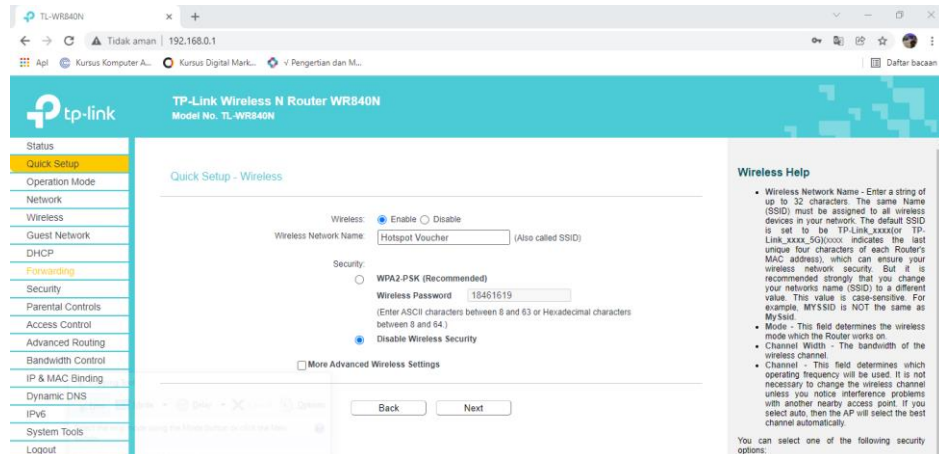 TL-WR840N
Tidak aman | 192.168.0.1
Apl
Kursus Komputer A...
Kursus Digital Mark...
√ Pengertian dan M...
Daftar bacaan
tp-link
TP-Link Wireless N Router WR840N
Model No. TL-WR840N
Status
Quick Setup
Operation Mode
Network
Wireless
Guest Network
DHCP
Forwarding
Security
Parental Controls
Access Control
Advanced Routing
Bandwidth Control
IP & MAC Binding
Dynamic DNS
IPv6
System Tools
Logout
Quick Setup - Wireless
Wireless: Enable Disable
Wireless Network Name: Hotspot Voucher (Also called SSID)
Security:
WPA2-PSK (Recommended)
Wireless Password 18461619
(Enter ASCII characters between 8 and 63 or Hexadecimal characters
between 8 and 64.)
Disable Wireless Security
More Advanced Wireless Settings
Back Next
Wireless Help
• Wireless Network Name - Enter a string of
up to 32 characters. The same Name
(SSID) must be assigned to all wireless
devices in your network. The default SSID
is set to be TP-Link_xxxx(or TP-
Link_xxxx_5G)(xxxx indicates the last
unique four characters of each Router's
MAC address), which can ensure your
wireless network security. But it is
recommended strongly that you change
your networks name (SSID) to a different
value. This value is case-sensitive. For
example, MYSSID is NOT the same as
MySsid.
• Mode - This field determines the wireless
mode which the Router works on.
• Channel Width - The bandwidth of the
wireless channel.
• Channel - This field determines which
operating frequency will be used. It is not
necessary to change the wireless channel
unless you notice interference problems
with another nearby access point. If you
select auto, then the AP will select the best
channel automatically.
You can select one of the following security
options: